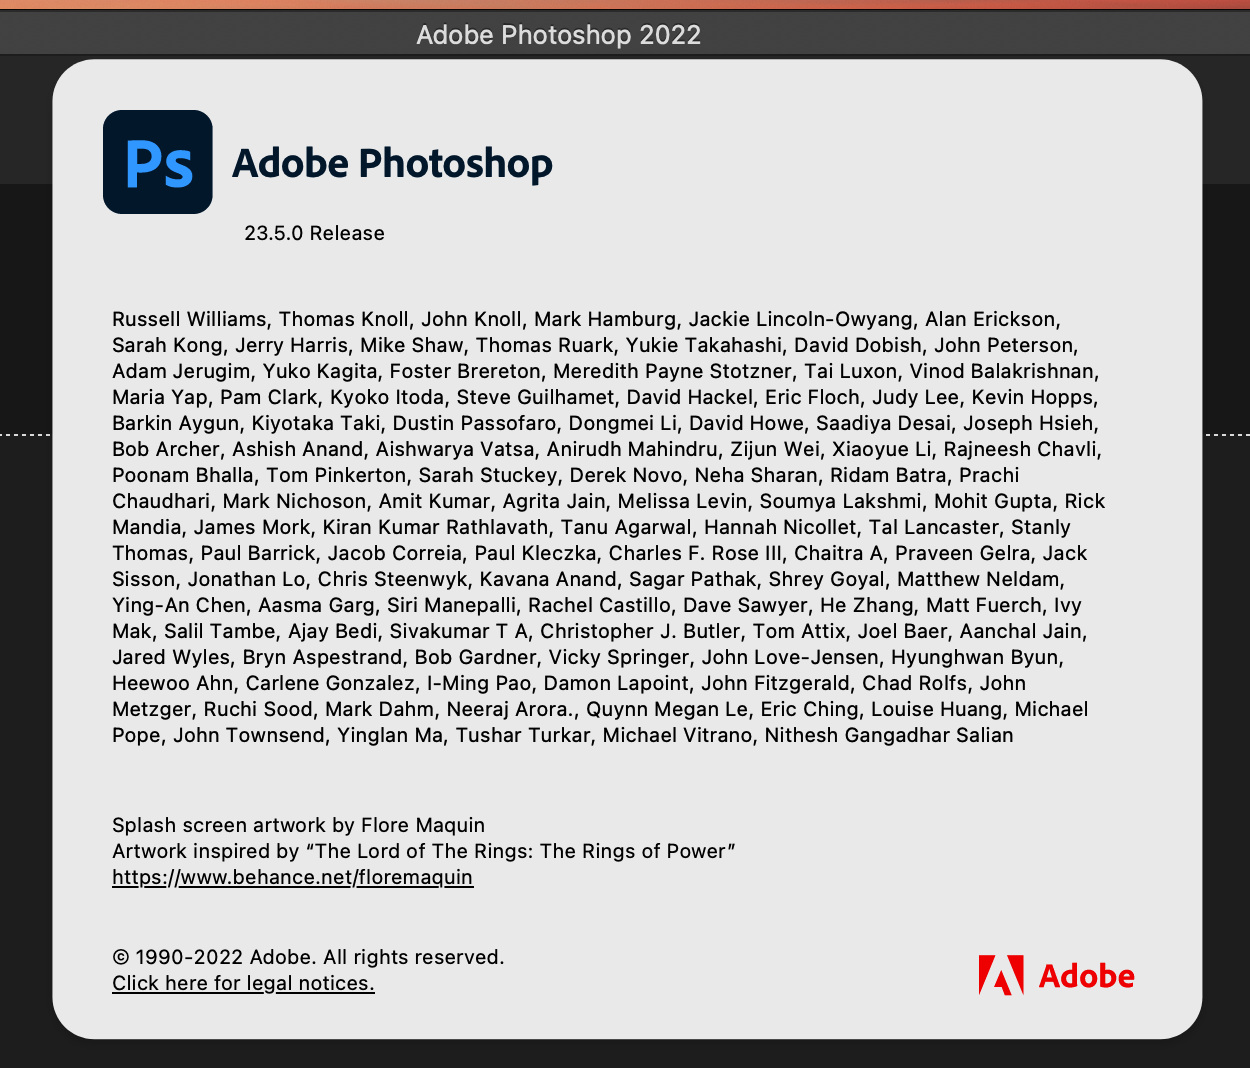 Adobe Photoshop 2022
Ps
Adobe Photoshop
23.5.0 Release
Russell Williams, Thomas Knoll, John Knoll, Mark Hamburg, Jackie Lincoln-Owyang, Alan Erickson,
Sarah Kong, Jerry Harris, Mike Shaw, Thomas Ruark, Yukie Takahashi, David Dobish, John Peterson,
Adam Jerugim, Yuko Kagita, Foster Brereton, Meredith Payne Stotzner, Tai Luxon, Vinod Balakrishnan,
Maria Yap, Pam Clark, Kyoko Itoda, Steve Guilhamet, David Hackel, Eric Floch, Judy Lee, Kevin Hopps,
Barkin Aygun, Kiyotaka Taki, Dustin Passofaro, Dongmei Li, David Howe, Saadiya Desai, Joseph Hsieh,
Bob Archer, Ashish Anand, Aishwarya Vatsa, Anirudh Mahindru, Zijun Wei, Xiaoyue Li, Rajneesh Chavli,
Poonam Bhalla, Tom Pinkerton, Sarah Stuckey, Derek Novo, Neha Sharan, Ridam Batra, Prachi
Chaudhari, Mark Nichoson, Amit Kumar, Agrita Jain, Melissa Levin, Soumya Lakshmi, Mohit Gupta, Rick
Mandia, James Mork, Kiran Kumar Rathlavath, Tanu Agarwal, Hannah Nicollet, Tal Lancaster, Stanly
Thomas, Paul Barrick, Jacob Correia, Paul Kleczka, Charles F. Rose III, Chaitra A, Praveen Gelra, Jack
Sisson, Jonathan Lo, Chris Steenwyk, Kavana Anand, Sagar Pathak, Shrey Goyal, Matthew Neldam,
Ying-An Chen, Aasma Garg, Siri Manepalli, Rachel Castillo, Dave Sawyer, He Zhang, Matt Fuerch, Ivy
Mak, Salil Tambe, Ajay Bedi, Sivakumar T A, Christopher J. Butler, Tom Attix, Joel Baer, Aanchal Jain,
Jared Wyles, Bryn Aspestrand, Bob Gardner, Vicky Springer, John Love-Jensen, Hyunghwan Byun,
Heewoo Ahn, Carlene Gonzalez, I-Ming Pao, Damon Lapoint, John Fitzgerald, Chad Rolfs, John
Metzger, Ruchi Sood, Mark Dahm, Neeraj Arora., Quynn Megan Le, Eric Ching, Louise Huang, Michael
Pope, John Townsend, Yinglan Ma, Tushar Turkar, Michael Vitrano, Nithesh Gangadhar Salian
Splash screen artwork by Flore Maquin
Artwork inspired by “The Lord of The Rings: The Rings of Power”
https://www.behance.net/floremaquin
© 1990-2022 Adobe. All rights reserved.
Click here for legal notices.
Adobe